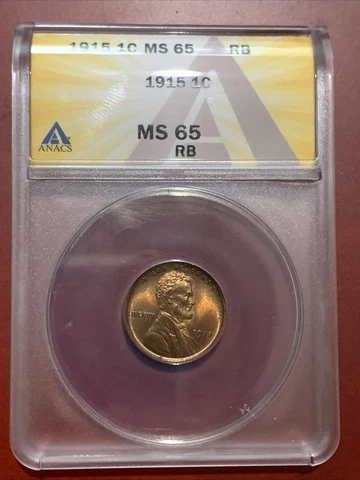 1915 1C MS 65 RB
1915 1C
MS 65
RB
ANACS
LIBERTY